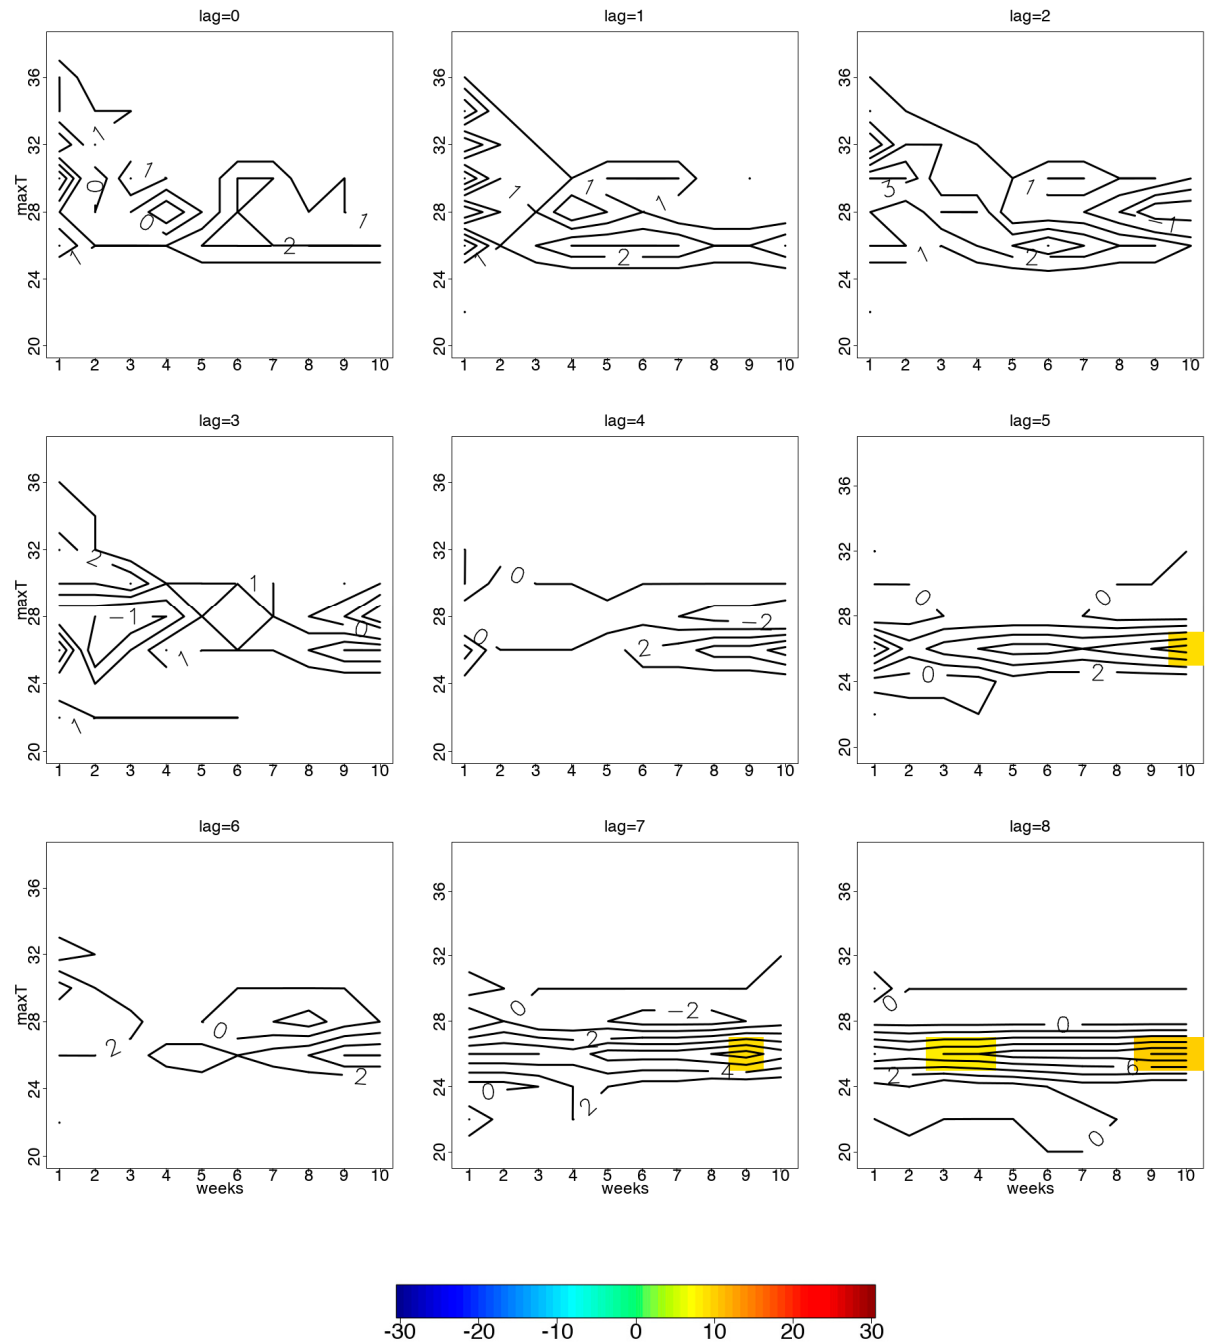 lag=0 lag=1 lag=2
36 36 36
1
32 32 32
maxT 1 1 1 3 1
0 1
28 0 1 28 28 -1
2
1 1 2 1 2
24 24 24
20 20 20
1 2 3 4 5 6 7 8 9 10 1 2 3 4 5 6 7 8 9 10 1 2 3 4 5 6 7 8 9 10
lag=3 lag=4 lag=5
36 36 36
32 32 32
2
maxT 1 0 0 0
28 -1 28 -2 28
0 0
1 2 0 2
24 24 24
1
20 20 20
1 2 3 4 5 6 7 8 9 10 1 2 3 4 5 6 7 8 9 10 1 2 3 4 5 6 7 8 9 10
lag=6 lag=7 lag=8
36 36 36
32 32 32
maxT 0 -2 0
28 0 28 28 0
2 2
2 4 2 6
24 24 0 24
2 0
20 20 20
1 2 3 4 5 6 7 8 9 10 1 2 3 4 5 6 7 8 9 10 1 2 3 4 5 6 7 8 9 10
weeks weeks weeks
-30 -20 -10 0 10 20 30